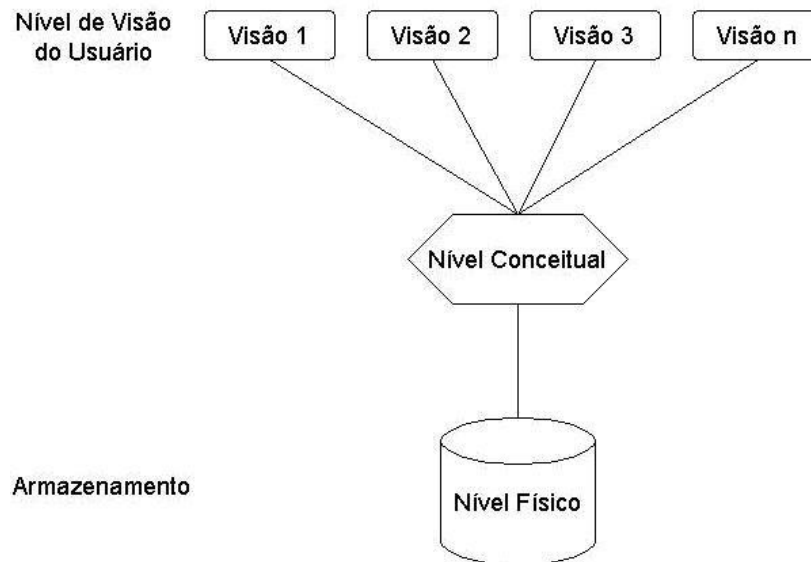 Nível de Visão
do Usuário
Visão 1
Visão 2
Visão 3
Visão n
Nível Conceitual
Armazenamento
Nível Físico